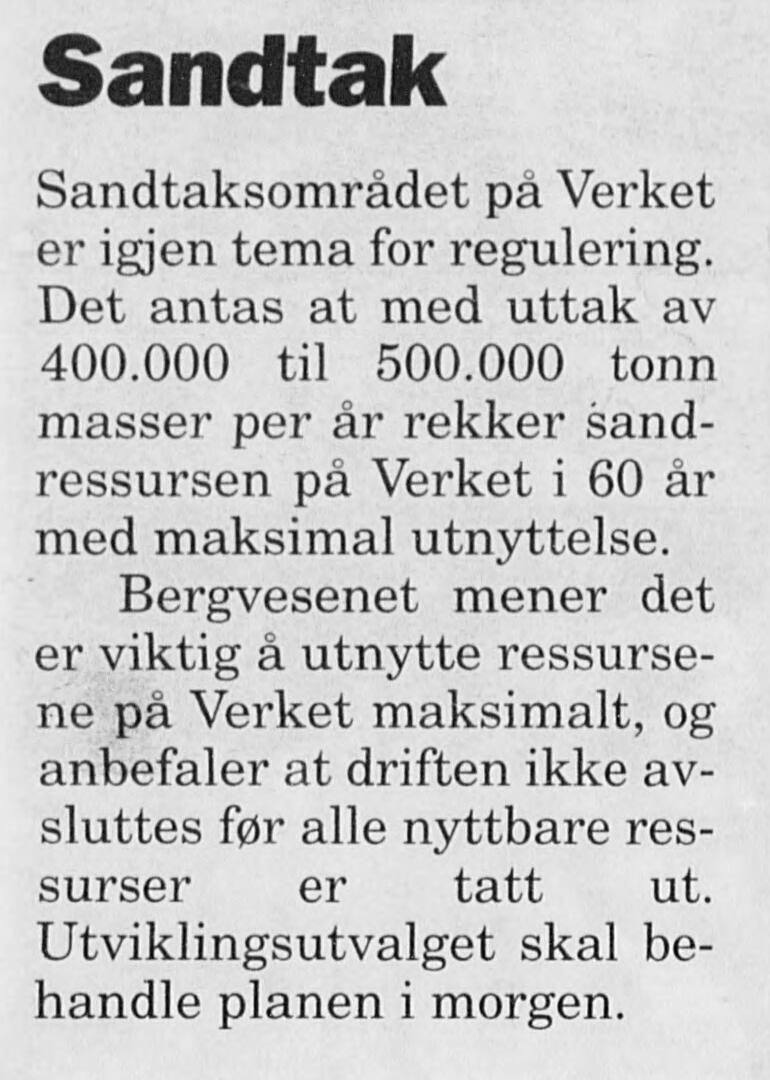 Sandtak
Sandtaksområdet på Verket
er igjen tema for regulering.
Det antas at med uttak av
400.000 til 500.000 tonn
masser per år rekker sand-
ressursen på Verket i 60 år
med maksimal utnyttelse.
Bergvesenet mener det
er viktig å utnytte ressurse-
ne på Verket maksimalt, og
anbefaler at driften ikke av-
sluttes før alle nyttbare res-
surser er tatt ut.
Utviklingsutvalget skal be-
handle planen i morgen.